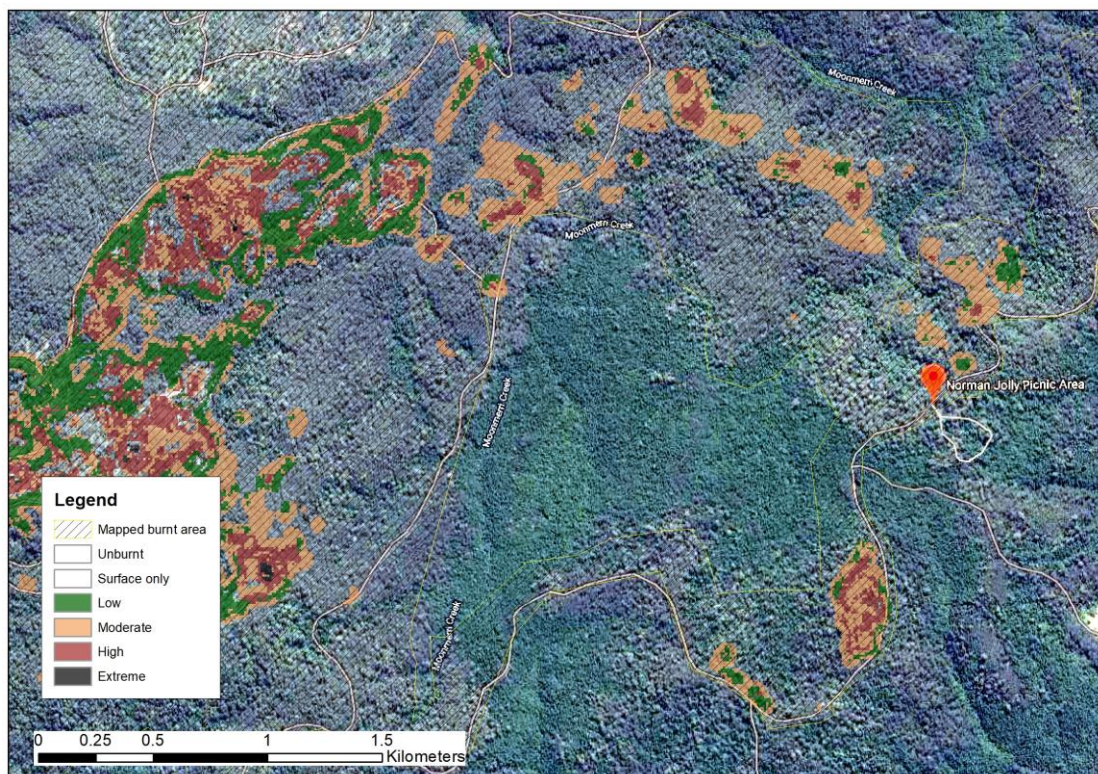 Moonmerri Creek
Moonmerri Creek
Norman Jolly Picnic Area
Moonmerri Creek
Moonmerri Creek
Legend
Mapped burnt area
Unburnt
Surface only
Low
Moderate
High
Extreme
0 0.25 0.5 1 1.5
Kilometers